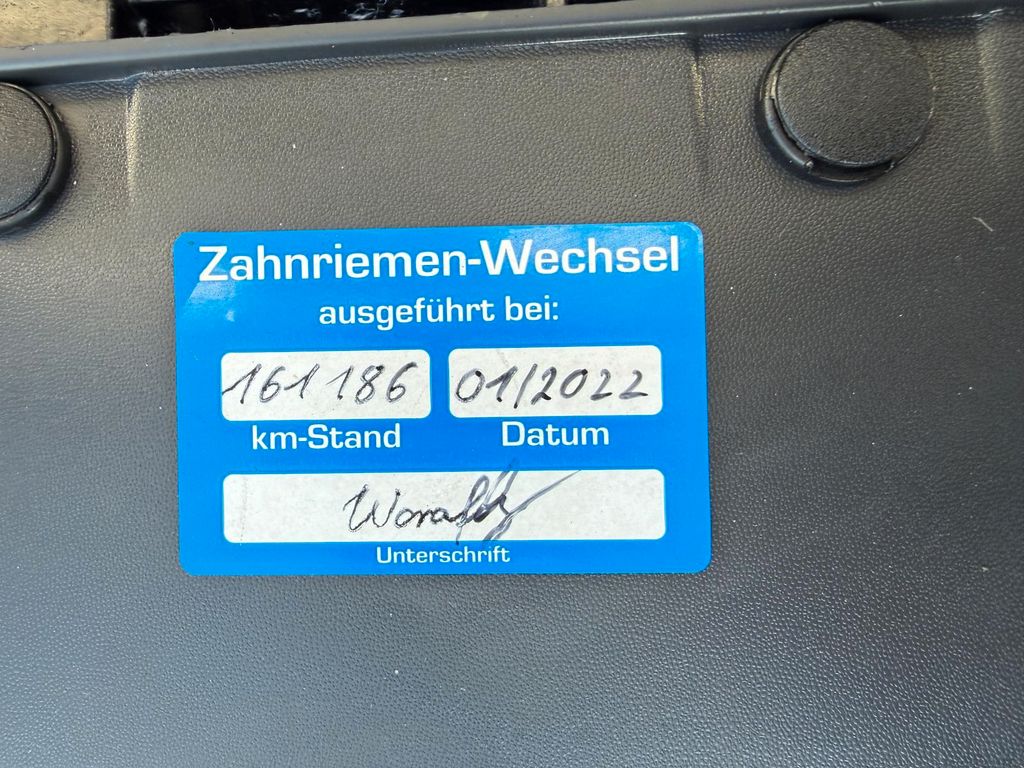 Zahnriemen-Wechsel
ausgeführt bei:
161 186 01/2022
km-Stand Datum
Unterschrift